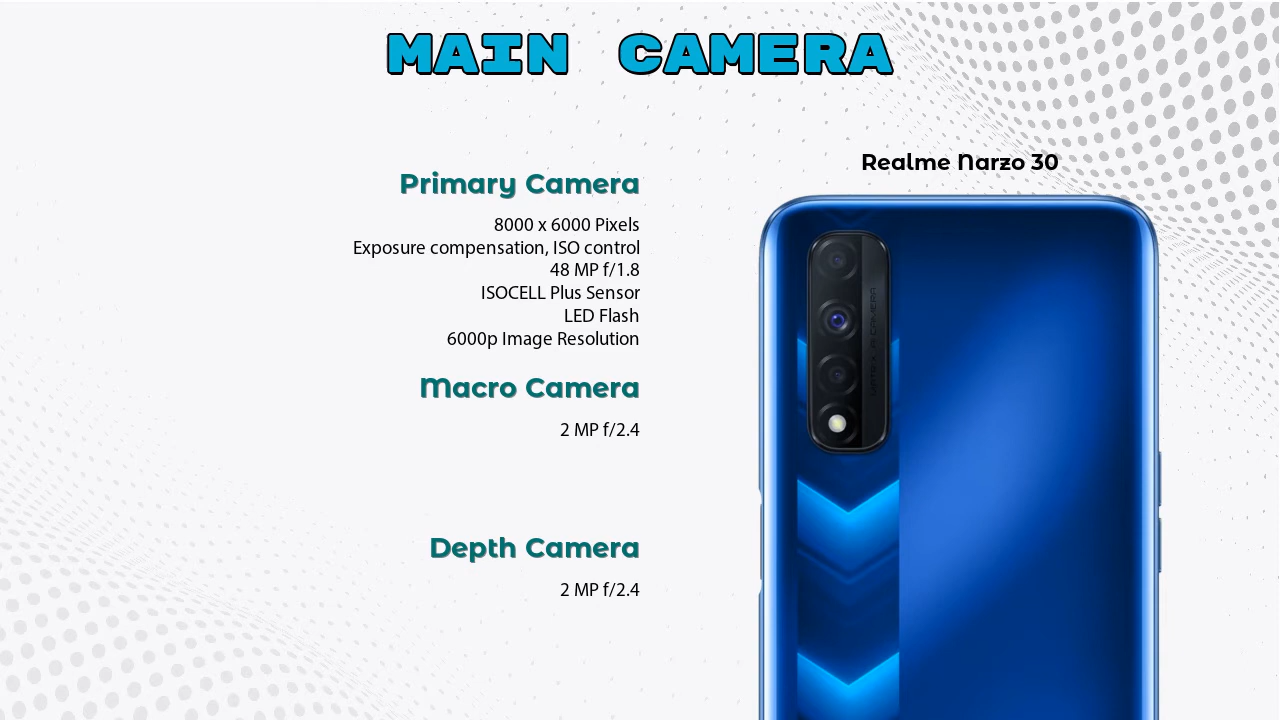 MAIN CAMERA
Realme Narzo 30
Primary Camera
8000 x 6000 Pixels
Exposure compensation, ISO control
48 MP f/1.8
ISOCELL Plus Sensor
LED Flash
6000p Image Resolution
Macro Camera
2 MP f/2.4
Depth Camera
2 MP f/2.4